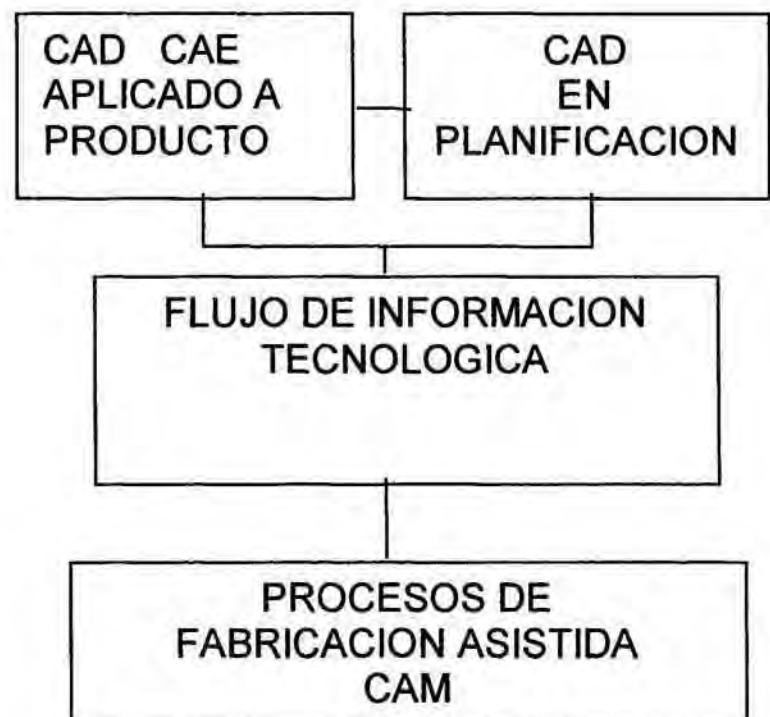 CAD CAE
APLICADO A
PRODUCTO
CAD
EN
PLANIFICACION
FLUJO DE INFORMACION
TECNOLOGICA
PROCESOS DE
FABRICACION ASISTIDA
CAM